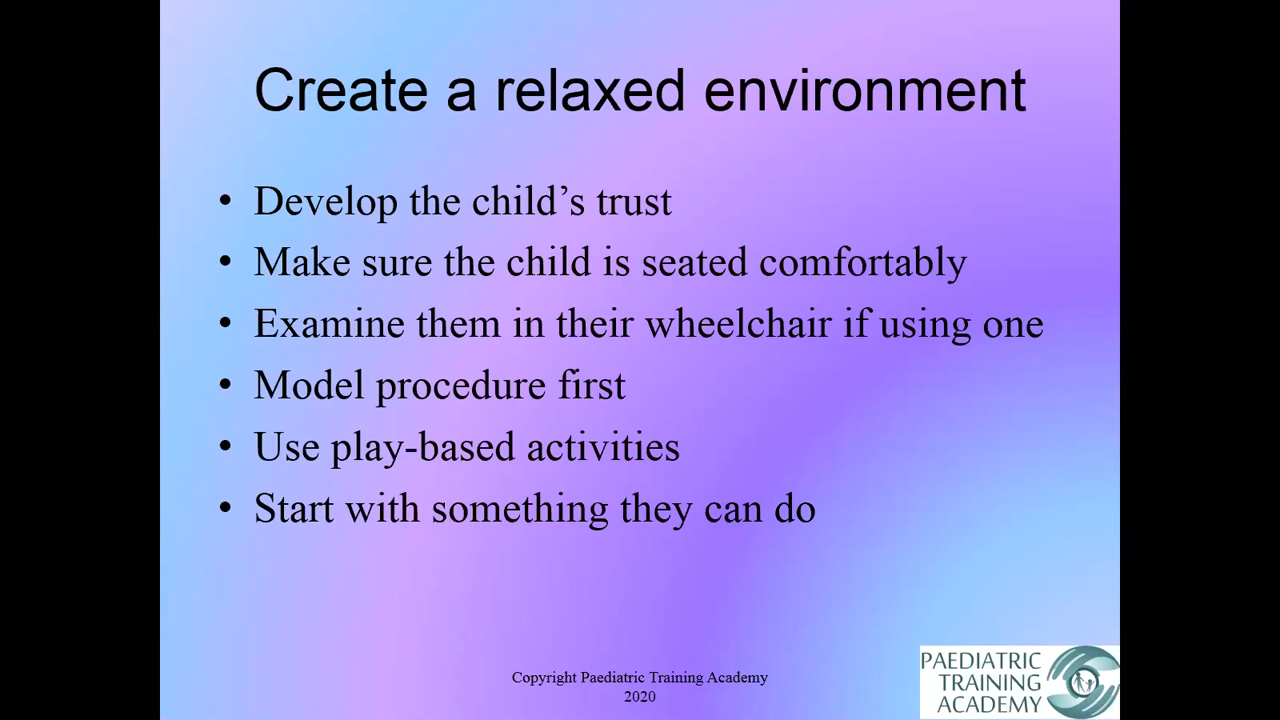 Create a relaxed environment
• Develop the child’s trust
• Make sure the child is seated comfortably
• Examine them in their wheelchair if using one
• Model procedure first
• Use play-based activities
• Start with something they can do
Copyright Paediatric Training Academy
2020
PAEDIATRIC
TRAINING
ACADEMY